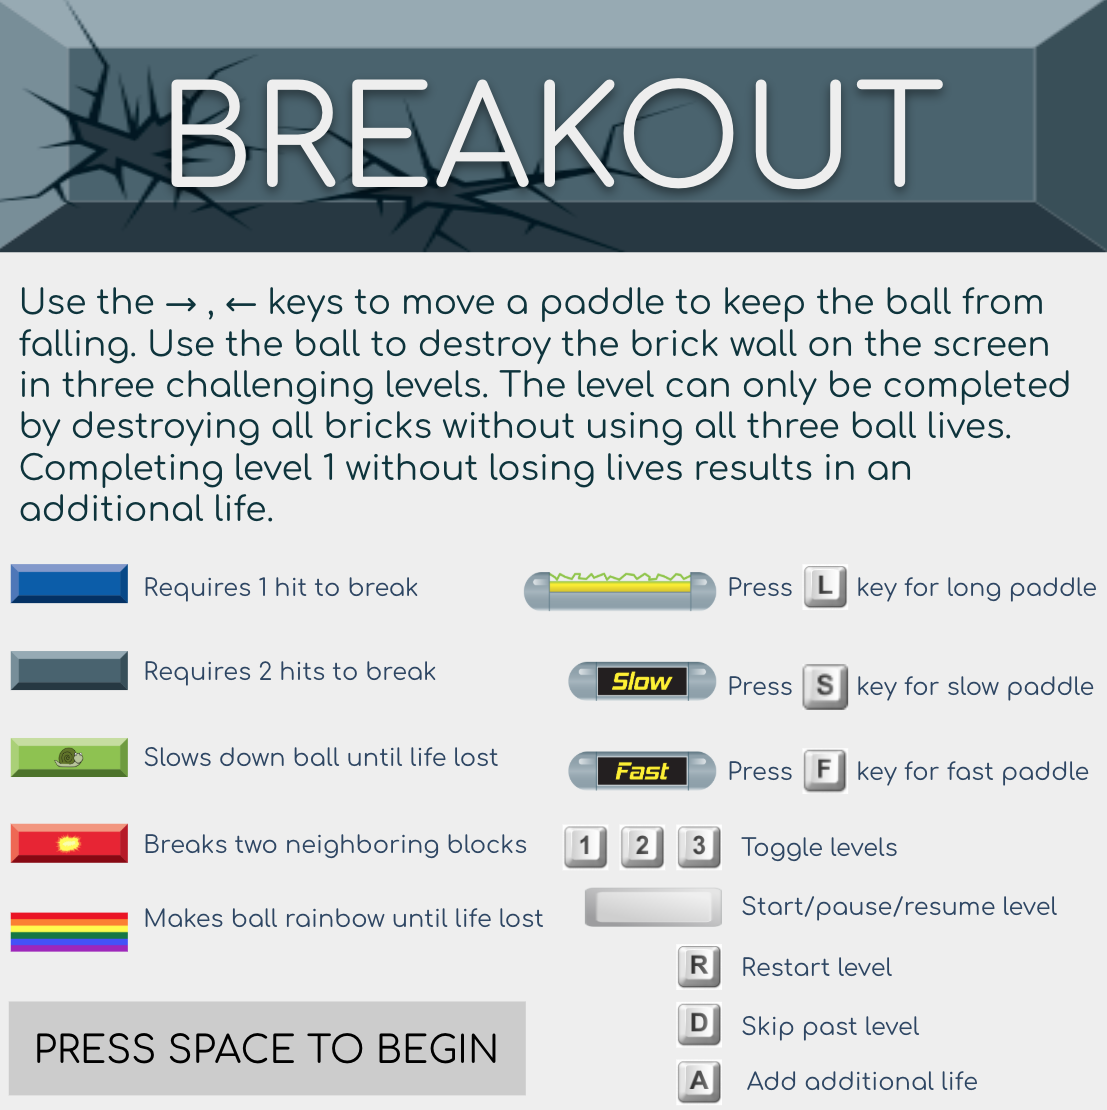 BREAKOUT
Use the → , ← keys to move a paddle to keep the ball from
falling. Use the ball to destroy the brick wall on the screen
in three challenging levels. The level can only be completed
by destroying all bricks without using all three ball lives.
Completing level 1 without losing lives results in an
additional life.
Requires 1 hit to break
Requires 2 hits to break
Slows down ball until life lost
Breaks two neighboring blocks
Makes ball rainbow until life lost
PRESS SPACE TO BEGIN
Press L key for long paddle
Slow Press S key for slow paddle
Fast Press F key for fast paddle
1 2 3 Toggle levels
Start/pause/resume level
R Restart level
D Skip past level
A Add additional life